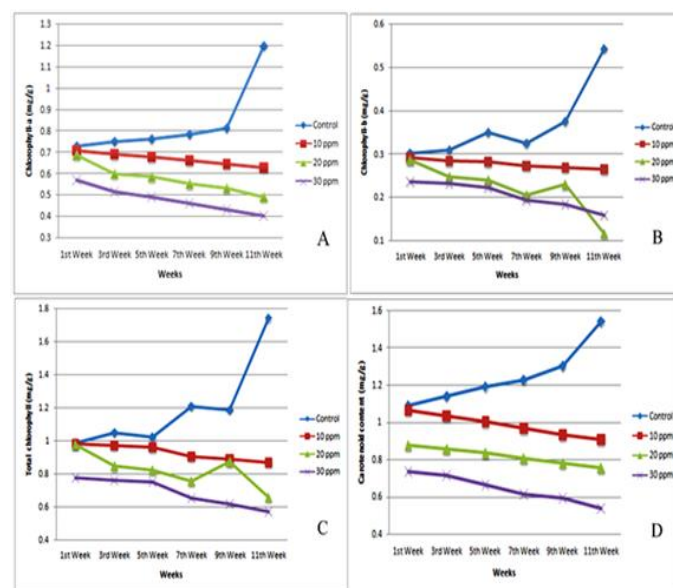 1.3
1.2
1.1
1
0.9
0.8
0.7
0.6
0.5
0.4
0.3
Chlorophyll-a (mg/g)
1st Week 3rd Week 5th Week 7th Week 9th Week 11th Week
Weeks
Control
10 ppm
20 ppm
30 ppm
A
0.6
0.5
0.4
0.3
0.2
0.1
Chlorophyll-b (mg/g)
1st Week 3rd Week 5th Week 7th Week 9th Week 11th Week
Weeks
Control
10 ppm
20 ppm
30 ppm
B
1.8
1.6
1.4
1.2
1
0.8
0.6
0.4
Total chlorophyll (mg/g)
1st Week 3rd Week 5th Week 7th Week 9th Week 11th Week
Weeks
Control
10 ppm
20 ppm
30 ppm
C
1.6
1.4
1.2
1
0.8
0.6
0.4
Carotenoid content (mg/g)
1st Week 3rd Week 5th Week 7th Week 9th Week 11th Week
Weeks
Control
10 ppm
20 ppm
30 ppm
D